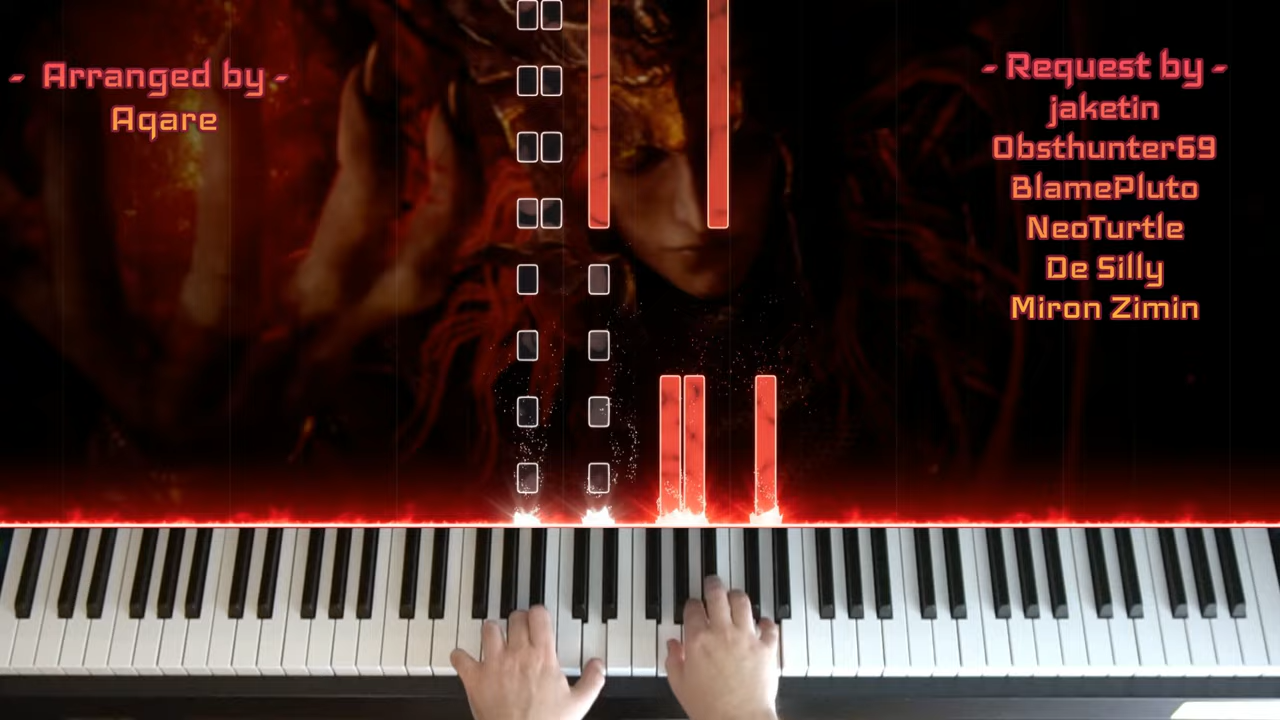 - Arranged by -
Aqare
- Request by -
jaketin
Obsthunter69
BlamePluto
NeoTurtle
De Silly
Miron Zimin